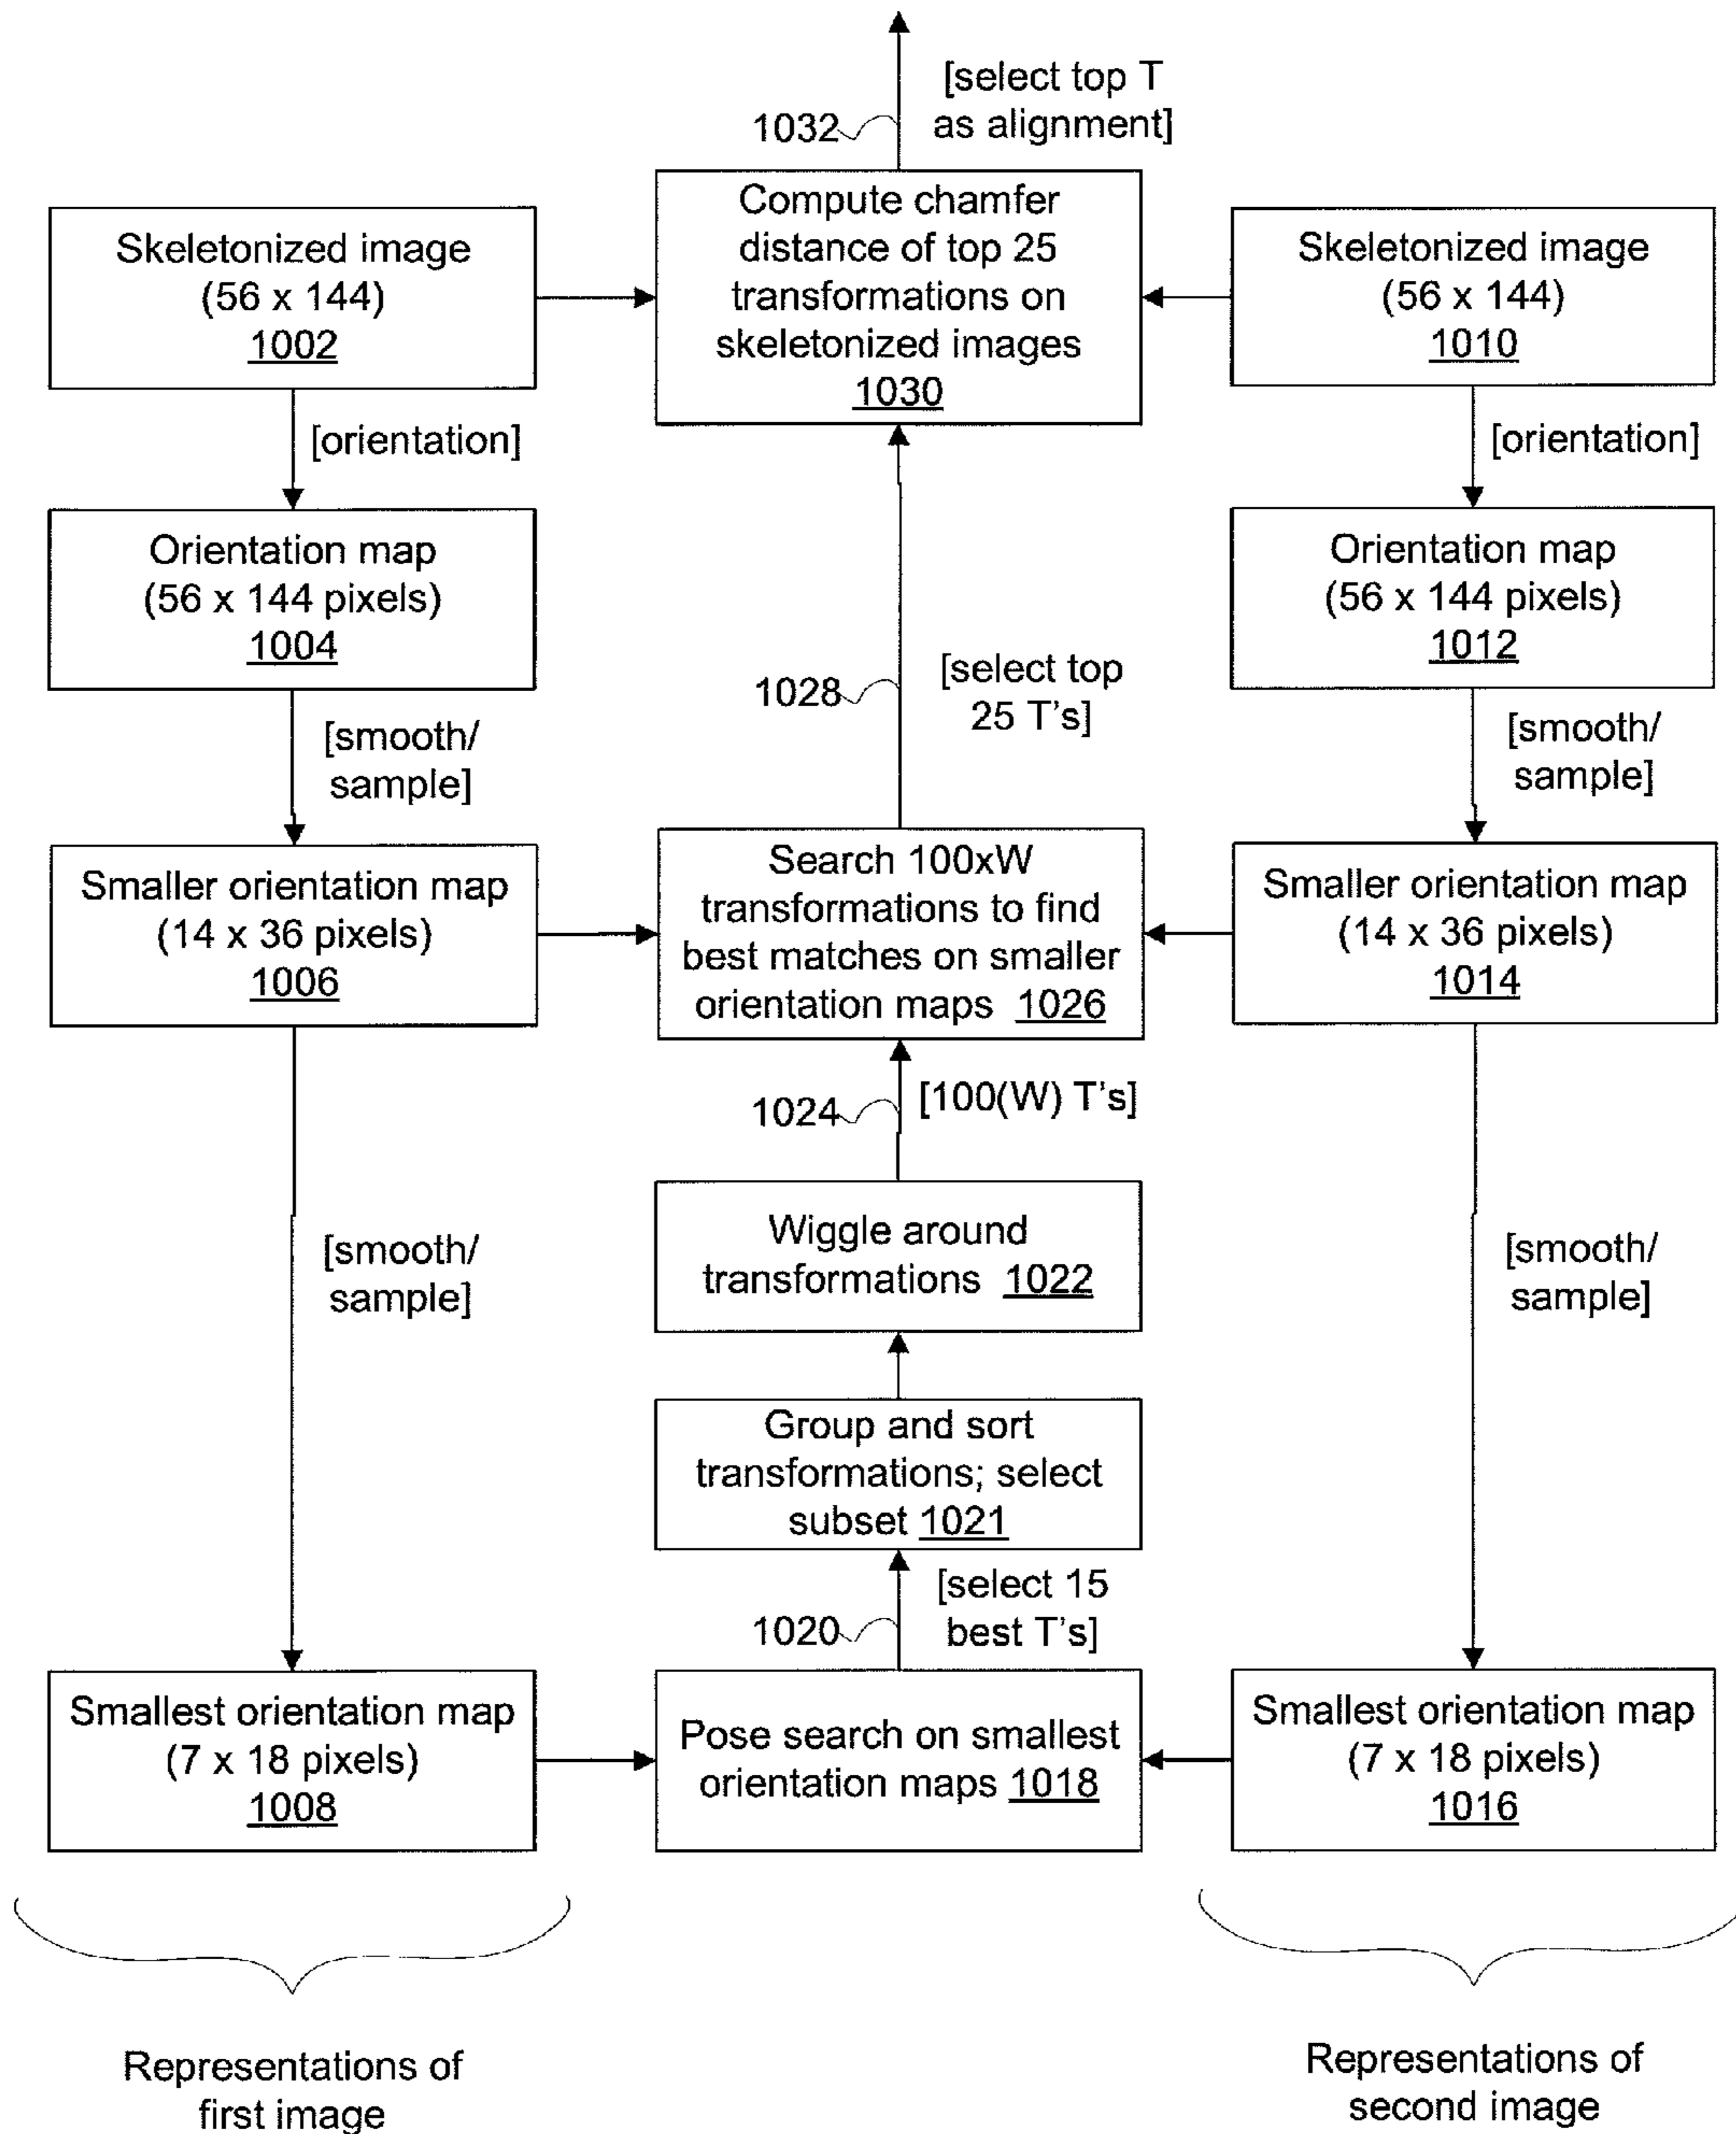 [select top T
as alignment]
1032
Skeletonized image
(56 x 144)
1002
Compute chamfer
distance of top 25
transformations on
skeletonized images
1030
Skeletonized image
(56 x 144)
1010
[orientation]
[orientation]
Orientation map
(56 x 144 pixels)
1004
Orientation map
(56 x 144 pixels)
1012
1028
[select top
25 T's]
[smooth/
sample]
[smooth/
sample]
Smaller orientation map
(14 x 36 pixels)
1006
Search 100xW
transformations to find
best matches on smaller
orientation maps 1026
Smaller orientation map
(14 x 36 pixels)
1014
1024
[100(W) T's]
[smooth/
sample]
Wiggle around
transformations 1022
[smooth/
sample]
Group and sort
transformations; select
subset 1021
1020
[select 15
best T's]
Smallest orientation map
(7 x 18 pixels)
1008
Pose search on smallest
orientation maps 1018
Smallest orientation map
(7 x 18 pixels)
1016
Representations of
first image
Representations of
second image